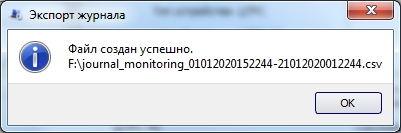 Экспорт журнала
Файл создан успешно.
F:\journal_monitoring_01012020152244-21012020012244.csv
OK